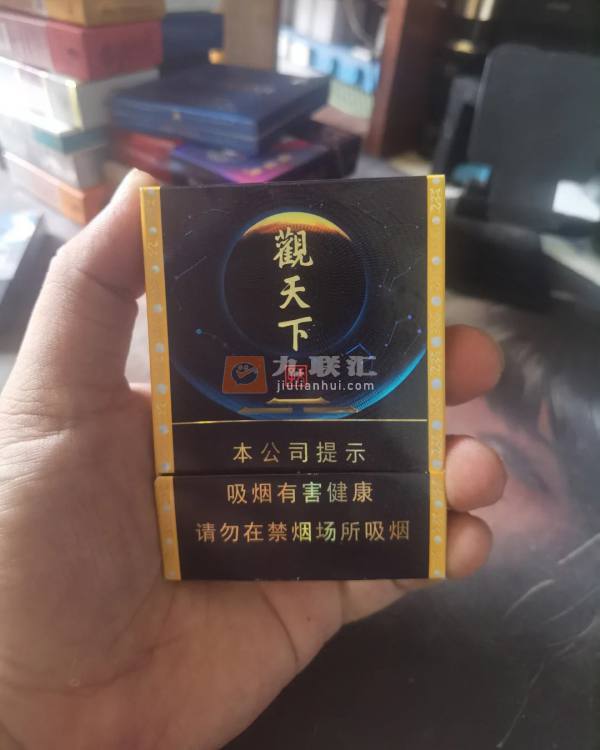 觀天下
九联汇
jiulianhui.com
本公司提示
吸烟有害健康
请勿在禁烟场所吸烟